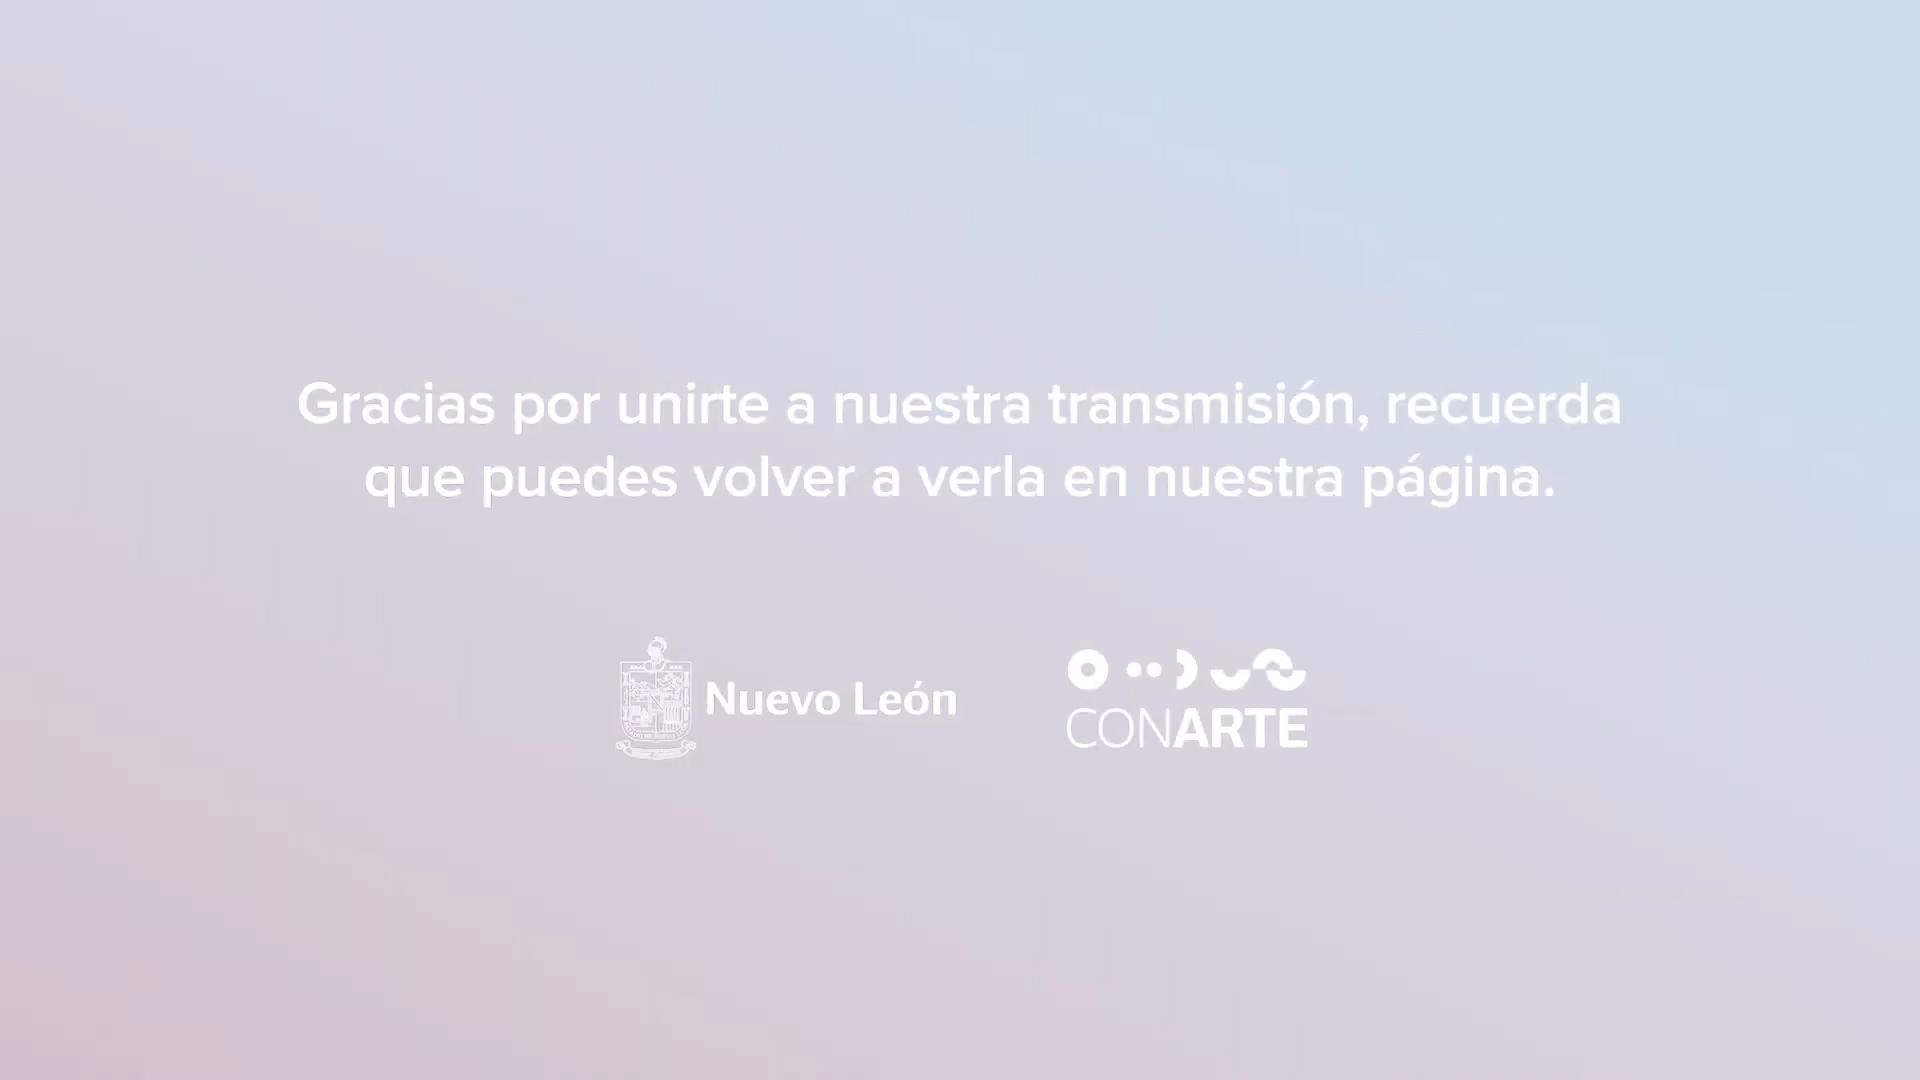 Gracias por unirte a nuestra transmisión, recuerda
que puedes volver a verla en nuestra página.
Nuevo León
CONARTE